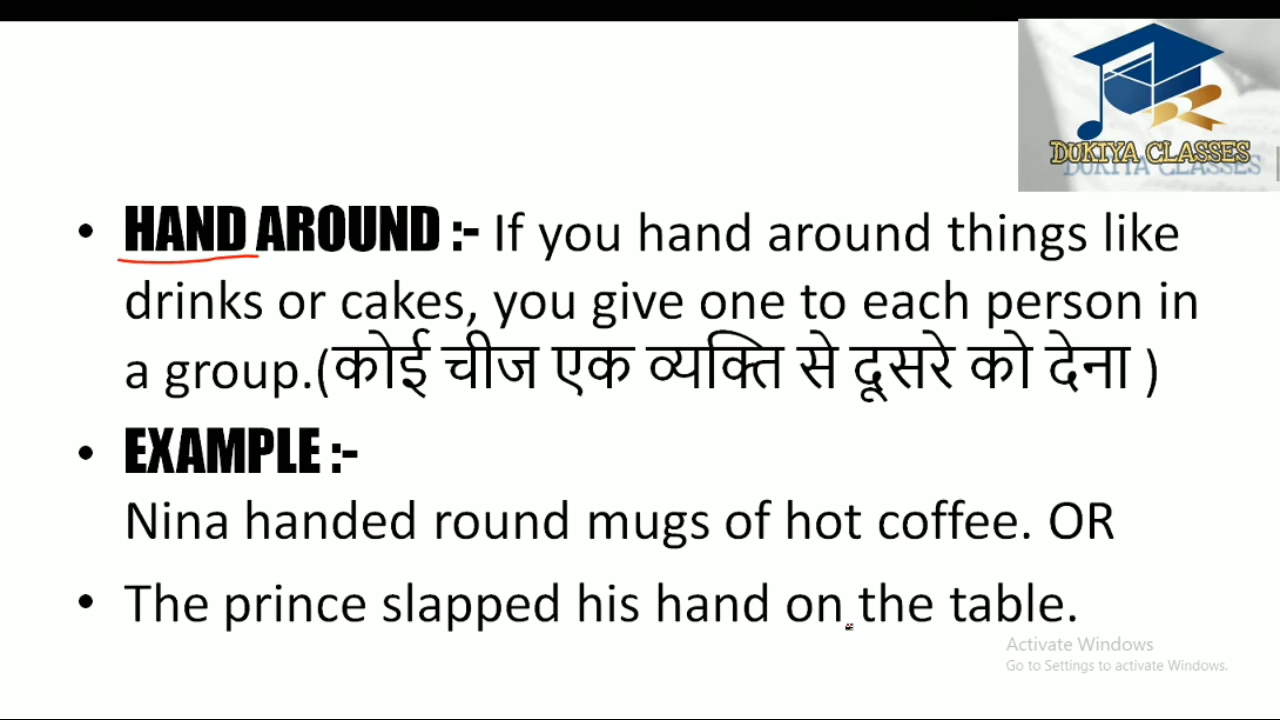 DUKIYA CLASSES
• HAND AROUND :- If you hand around things like
drinks or cakes, you give one to each person in
a group.(कोई चीज एक व्यक्ति से दूसरे को देना )
• EXAMPLE :-
Nina handed round mugs of hot coffee. OR
• The prince slapped his hand on the table.
Activate Windows
Go to Settings to activate Windows.